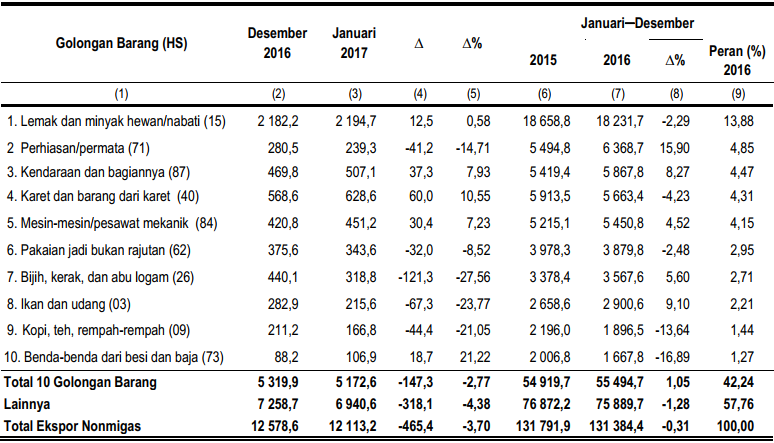 Golongan Barang (HS) Desember 2016 Januari 2017 Δ Δ% Januari—Desember Peran (%) 2016
2015 2016 Δ%
(1) (2) (3) (4) (5) (6) (7) (8) (9)
1. Lemak dan minyak hewan/nabati (15) 2 182,2 2 194,7 12,5 0,58 18 658,8 18 231,7 -2,29 13,88
2 Perhiasan/permata (71) 280,5 239,3 -41,2 -14,71 5 494,8 6 368,7 15,90 4,85
3. Kendaraan dan bagiannya (87) 469,8 507,1 37,3 7,93 5 419,4 5 867,8 8,27 4,47
4. Karet dan barang dari karet (40) 568,6 628,6 60,0 10,55 5 913,5 5 663,4 -4,23 4,31
5. Mesin-mesin/pesawat mekanik (84) 420,8 451,2 30,4 7,23 5 215,1 5 450,8 4,52 4,15
6. Pakaian jadi bukan rajutan (62) 375,6 343,6 -32,0 -8,52 3 978,3 3 879,8 -2,48 2,95
7. Bijih, kerak, dan abu logam (26) 440,1 318,8 -121,3 -27,56 3 378,4 3 567,6 5,60 2,71
8. Ikan dan udang (03) 282,9 215,6 -67,3 -23,77 2 658,6 2 900,6 9,10 2,21
9. Kopi, teh, rempah-rempah (09) 211,2 166,8 -44,4 -21,05 2 196,0 1 896,5 -13,64 1,44
10. Benda-benda dari besi dan baja (73) 88,2 106,9 18,7 21,22 2 006,8 1 667,8 -16,89 1,27
Total 10 Golongan Barang 5 319,9 5 172,6 -147,3 -2,77 54 919,7 55 494,7 1,05 42,24
Lainnya 7 258,7 6 940,6 -318,1 -4,38 76 872,2 75 889,7 -1,28 57,76
Total Ekspor Nonmigas 12 578,6 12 113,2 -465,4 -3,70 131 791,9 131 384,4 -0,31 100,00